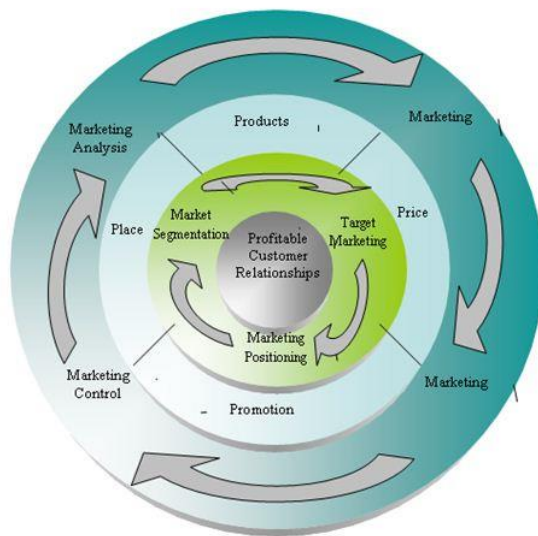 Products
Marketing
Marketing
Analysis
Market
Segmentation
Target
Marketing
Place
Price
Profitable
Customer
Relationships
Marketing
Positioning
Marketing
Control
Marketing
Promotion